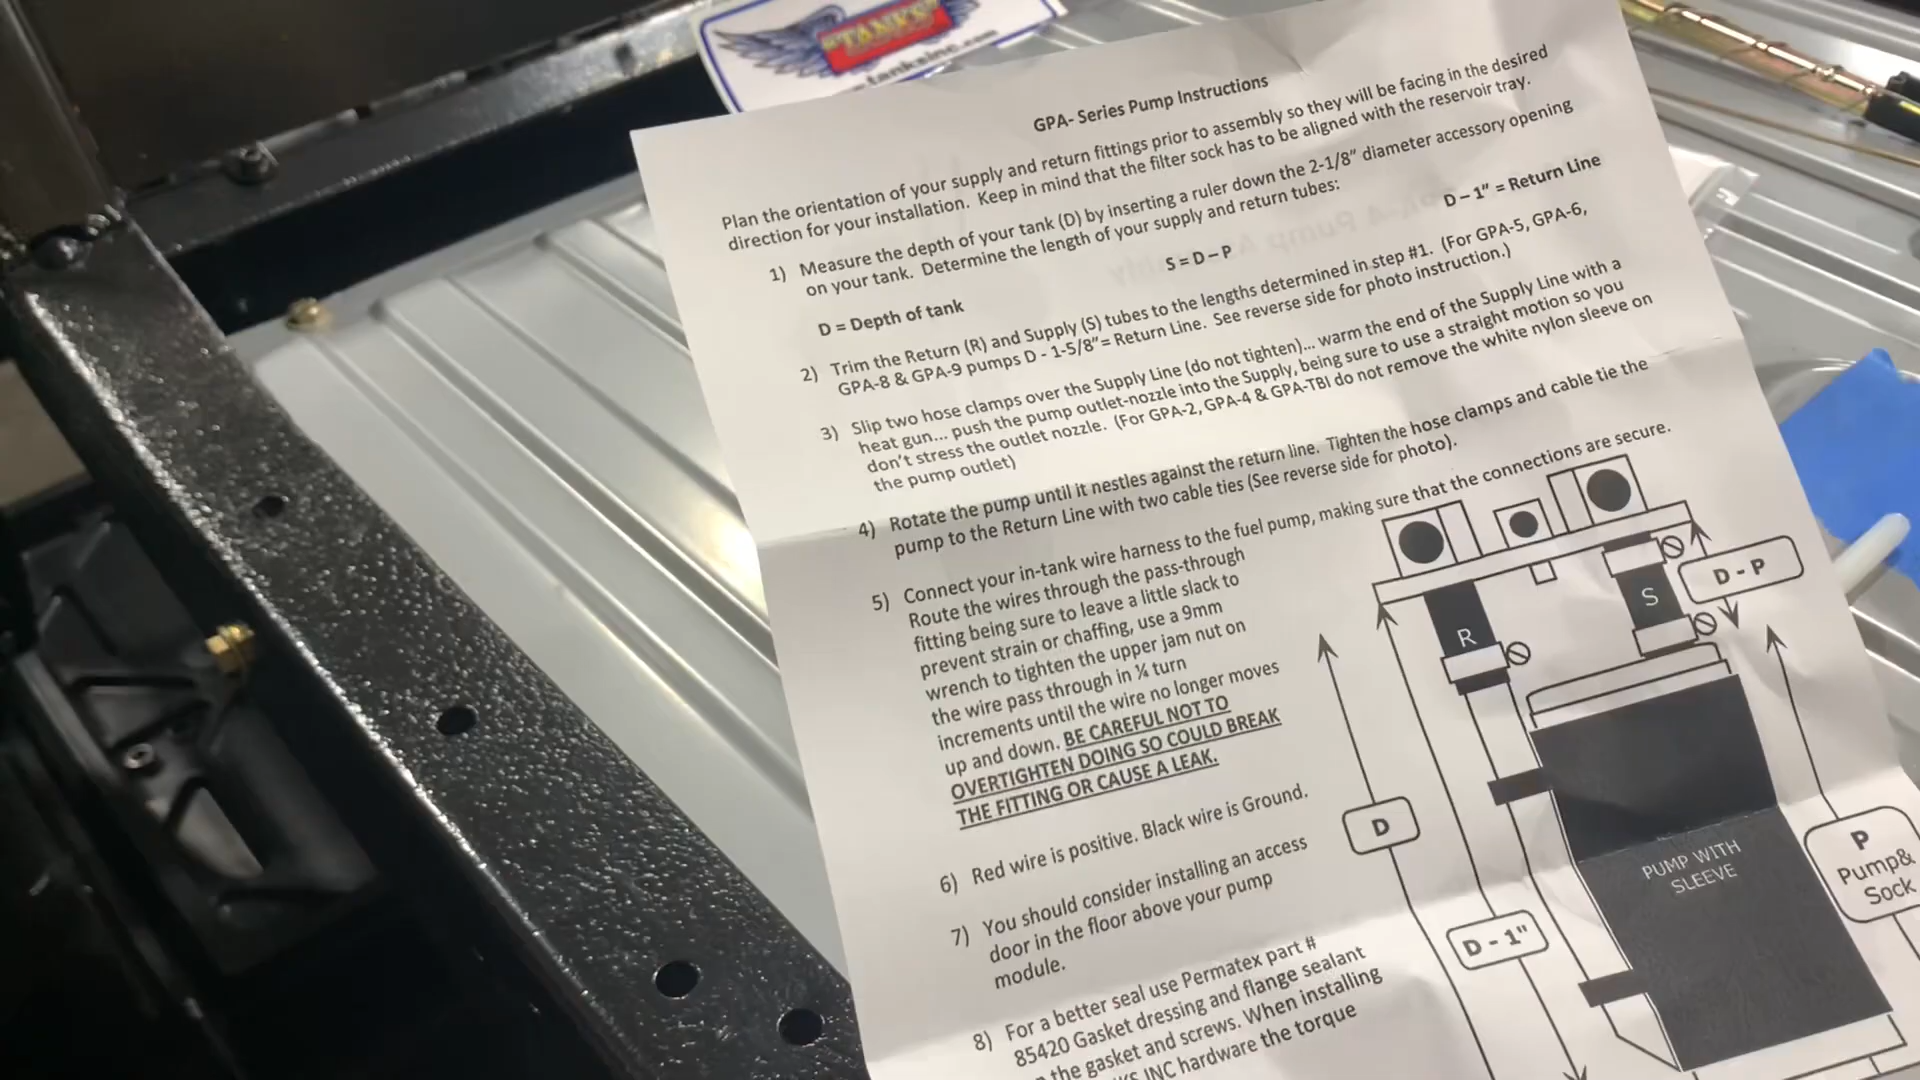 "TANKS"
tanksinc.com
GPA- Series Pump Instructions
Plan the orientation of your supply and return fittings prior to assembly so they will be facing in the desired
direction for your installation. Keep in mind that the filter sock has to be aligned with the reservoir tray.
1) Measure the depth of your tank (D) by inserting a ruler down the 2-1/8" diameter accessory opening
on your tank. Determine the length of your supply and return tubes:
D = Depth of tank
S = D – P
D – 1" = Return Line
2) Trim the Return (R) and Supply (S) tubes to the lengths determined in step #1. (For GPA-5, GPA-6,
GPA-8 & GPA-9 pumps D - 1-5/8"= Return Line. See reverse side for photo instruction.)
3) Slip two hose clamps over the Supply Line (do not tighten)... warm the end of the Supply Line with a
heat gun... push the pump outlet-nozzle into the Supply, being sure to use a straight motion so you
don't stress the outlet nozzle. (For GPA-2, GPA-4 & GPA-TBI do not remove the white nylon sleeve on
the pump outlet)
4) Rotate the pump until it nestles against the return line. Tighten the hose clamps and cable tie the
pump to the Return Line with two cable ties (See reverse side for photo).
5) Connect your in-tank wire harness to the fuel pump, making sure that the connections are secure.
Route the wires through the pass-through
fitting being sure to leave a little slack to
prevent strain or chaffing, use a 9mm
wrench to tighten the upper jam nut on
the wire pass through in ¼ turn
increments until the wire no longer moves
up and down. BE CAREFUL NOT TO
OVERTIGHTEN DOING SO COULD BREAK
THE FITTING OR CAUSE A LEAK.
6) Red wire is positive. Black wire is Ground.
7) You should consider installing an access
door in the floor above your pump
module.
8) For a better seal use Permatex part #
85420 Gasket dressing and flange sealant
the gasket and screws. When installing
INC hardware the torque
R
S
D - P
D
D - 1"
PUMP WITH
SLEEVE
P
Pump&
Sock